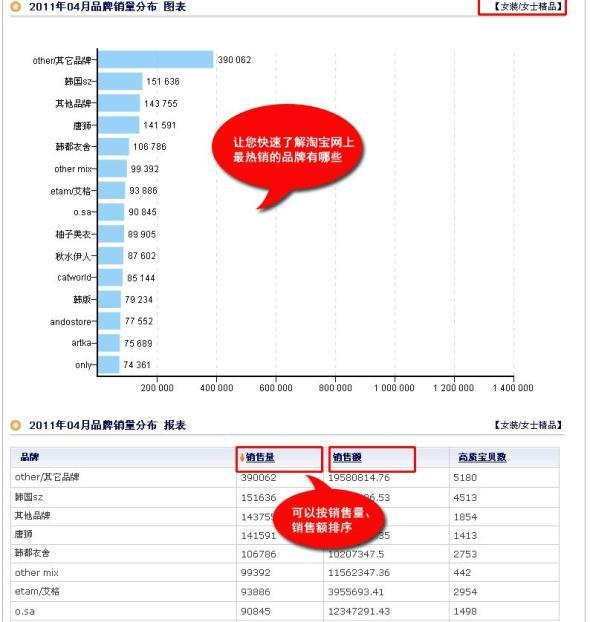 2011年04月品牌销量分布 图表 【女装/女士精品】
other/其它品牌 390 062
韩国sz 151 636
其他品牌 143 755
唐狮 141 591
韩都衣舍 106 786
other mix 99 392
etam/艾格 93 886
o.sa 90 845
柚子美衣 89 905
秋水伊人 87 602
catworld 85 144
韩版 79 234
andostore 77 552
artka 75 689
only 74 361
让您快速了解淘宝网上
最热销的品牌有哪些
200 000 400 000 600 000 800 000 1 000 000 1 200 000 1 400 000
2011年04月品牌销量分布 报表 【女装/女士精品】
品牌 销售量 销售额 高质宝贝数
other/其它品牌 390062 19580814.76 5180
韩国sz 151636 6.53 4513
其他品牌 14375 1854
唐狮 141591 35 1413
韩都衣舍 106786 10207347.5 2753
other mix 99392 11562347.36 442
etam/艾格 93886 3955693.41 2954
o.sa 90845 12347291.43 1498
可以按销售量、
销售额排序